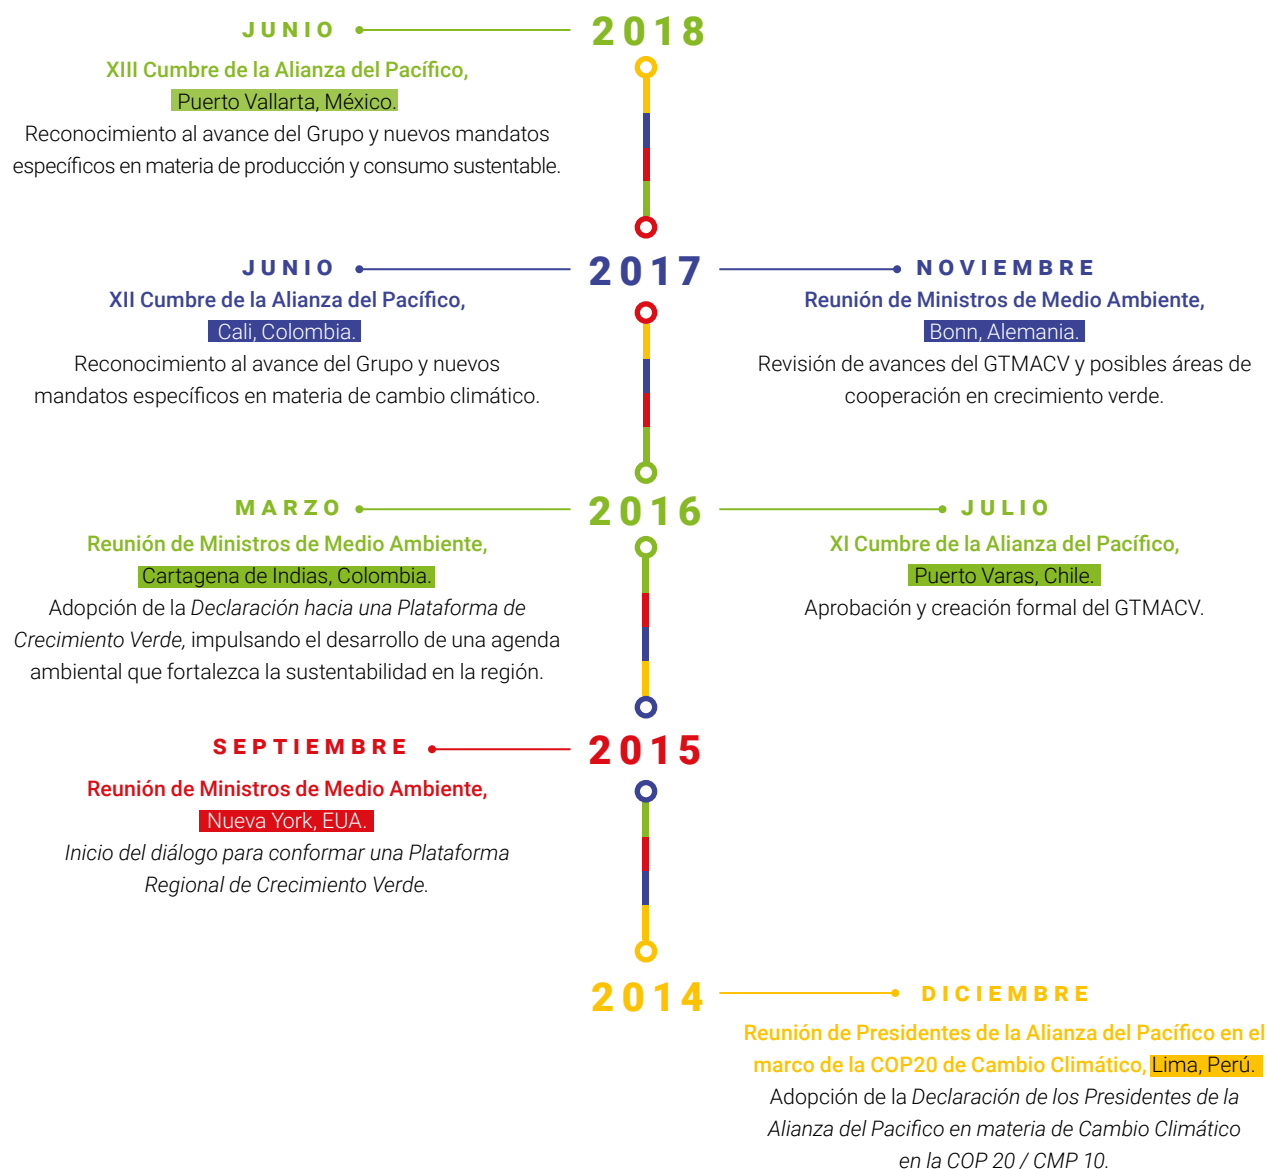 JUNIO
2018
XIII Cumbre de la Alianza del Pacífico,
Puerto Vallarta, México.
Reconocimiento al avance del Grupo y nuevos mandatos
específicos en materia de producción y consumo sustentable.
JUNIO
2017
NOVIEMBRE
XII Cumbre de la Alianza del Pacífico,
Cali, Colombia.
Reconocimiento al avance del Grupo y nuevos
mandatos específicos en materia de cambio climático.
Reunión de Ministros de Medio Ambiente,
Bonn, Alemania.
Revisión de avances del GTMACV y posibles áreas de
cooperación en crecimiento verde.
MARZO
2016
JULIO
Reunión de Ministros de Medio Ambiente,
Cartagena de Indias, Colombia.
Adopción de la Declaración hacia una Plataforma de
Crecimiento Verde, impulsando el desarrollo de una agenda
ambiental que fortalezca la sustentabilidad en la región.
XI Cumbre de la Alianza del Pacífico,
Puerto Varas, Chile.
Aprobación y creación formal del GTMACV.
SEPTIEMBRE
2015
Reunión de Ministros de Medio Ambiente,
Nueva York, EUA.
Inicio del diálogo para conformar una Plataforma
Regional de Crecimiento Verde.
2014
DICIEMBRE
Reunión de Presidentes de la Alianza del Pacífico en el
marco de la COP20 de Cambio Climático, Lima, Perú.
Adopción de la Declaración de los Presidentes de la
Alianza del Pacifico en materia de Cambio Climático
en la COP 20 / CMP 10.